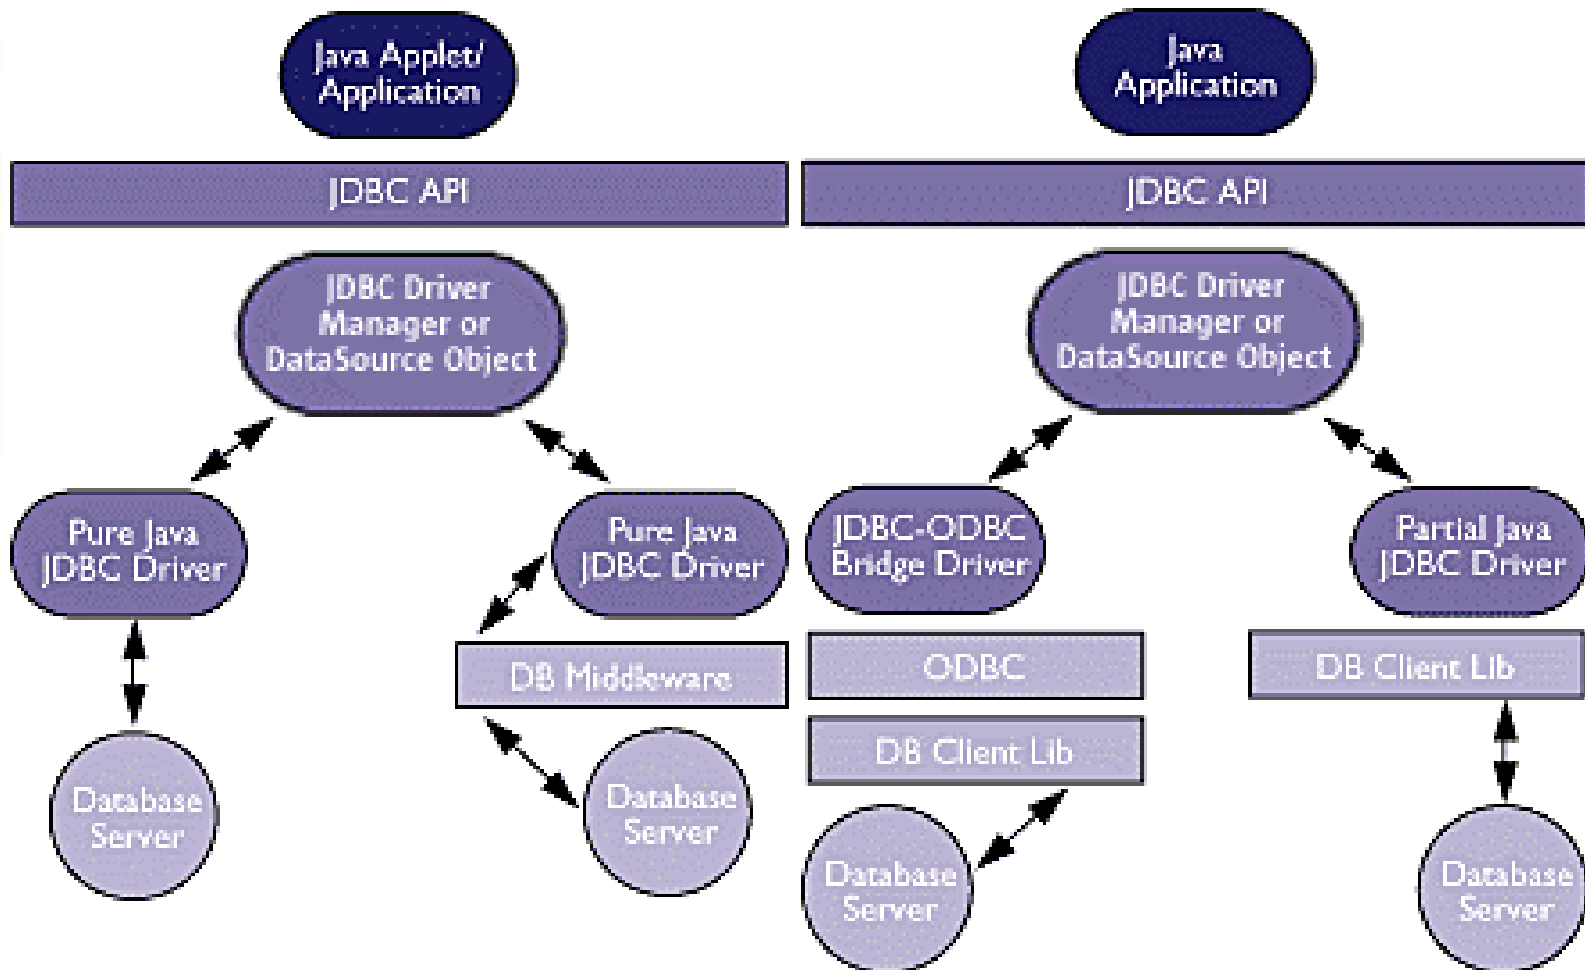 Java Applet/
Application
Java
Application
JDBC API
JDBC API
JDBC Driver
Manager or
DataSource Object
JDBC Driver
Manager or
DataSource Object
Pure Java
JDBC Driver
Pure Java
JDBC Driver
JDBC-ODBC
Bridge Driver
Partial Java
JDBC Driver
DB Middleware
ODBC
DB Client Lib
DB Client Lib
Database
Server
Database
Server
Database
Server
Database
Server